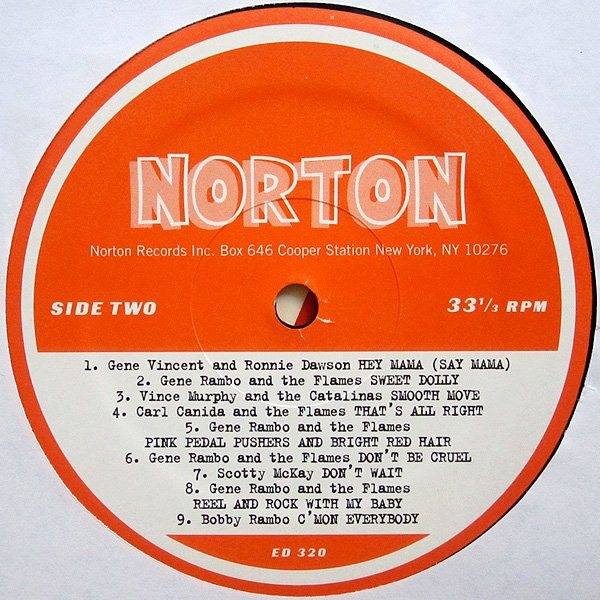 NORTON
Norton Records Inc. Box 646 Cooper Station New York, NY 10276
SIDE TWO
33 1/3 RPM
1. Gene Vincent and Ronnie Dawson HEY MAMA (SAY MAMA)
2. Gene Rambo and the Flames SWEET DOLLY
3. Vince Murphy and the Catalinas SMOOTH MOVE
4. Carl Canida and the Flames THAT'S ALL RIGHT
5. Gene Rambo and the Flames
PINK PEDAL PUSHERS AND BRIGHT RED HAIR
6. Gene Rambo and the Flames DON'T BE CRUEL
7. Scotty McKay DON'T WAIT
8. Gene Rambo and the Flames
REEL AND ROCK WITH MY BABY
9. Bobby Rambo C'MON EVERYBODY
ED 320